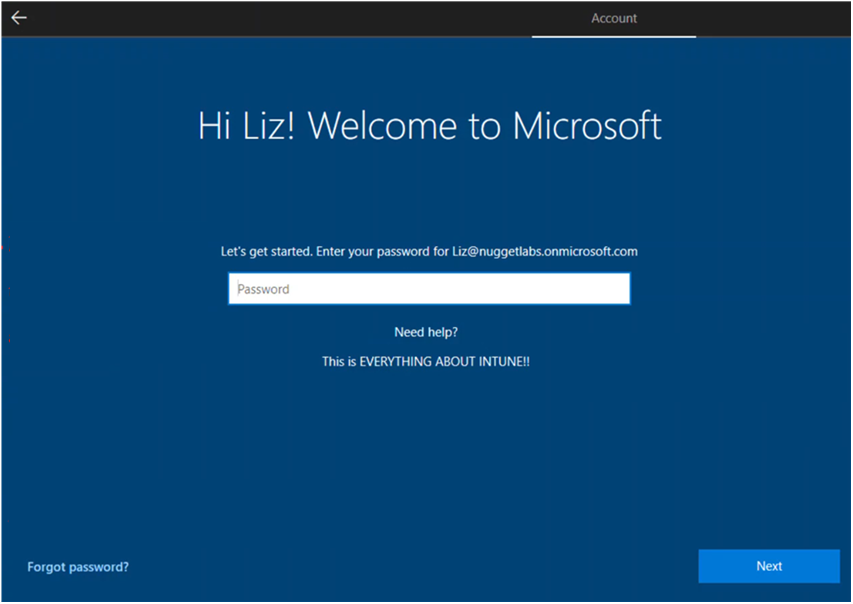 Account
Hi Liz! Welcome to Microsoft
Let's get started. Enter your password for Liz@nuggetlabs.onmicrosoft.com
Password
Need help?
This is EVERYTHING ABOUT INTUNE!!
Forgot password?
Next